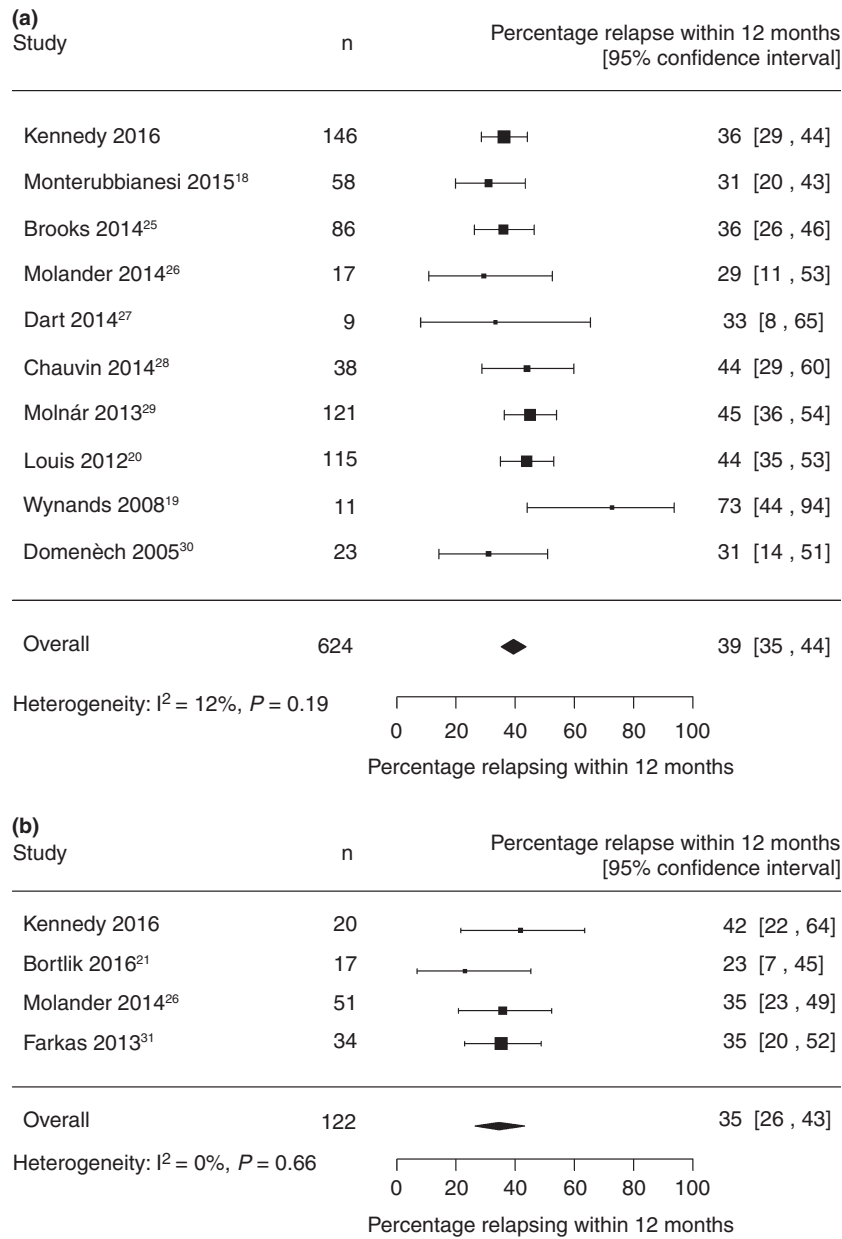 (a)
Study n Percentage relapse within 12 months
[95% confidence interval]
Kennedy 2016 146 36 [29 , 44]
Monterubbianesi 2015¹⁸ 58 31 [20 , 43]
Brooks 2014²⁵ 86 36 [26 , 46]
Molander 2014²⁶ 17 29 [11 , 53]
Dart 2014²⁷ 9 33 [8 , 65]
Chauvin 2014²⁸ 38 44 [29 , 60]
Molnár 2013²⁹ 121 45 [36 , 54]
Louis 2012²⁰ 115 44 [35 , 53]
Wynands 2008¹⁹ 11 73 [44 , 94]
Domenèch 2005³⁰ 23 31 [14 , 51]
Overall 624 39 [35 , 44]
Heterogeneity: I² = 12%, P = 0.19
0 20 40 60 80 100
Percentage relapsing within 12 months
(b)
Study n Percentage relapse within 12 months
[95% confidence interval]
Kennedy 2016 20 42 [22 , 64]
Bortlik 2016²¹ 17 23 [7 , 45]
Molander 2014²⁶ 51 35 [23 , 49]
Farkas 2013³¹ 34 35 [20 , 52]
Overall 122 35 [26 , 43]
Heterogeneity: I² = 0%, P = 0.66
0 20 40 60 80 100
Percentage relapsing within 12 months